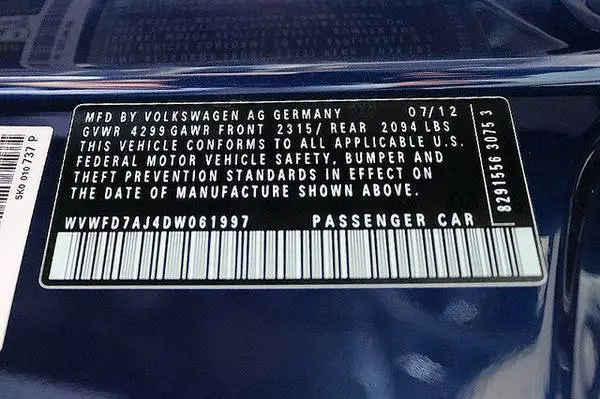 MFD BY VOLKSWAGEN AG GERMANY 07/12
GVWR 4299 GAWR FRONT 2315/ REAR 2094 LBS
THIS VEHICLE CONFORMS TO ALL APPLICABLE U.S.
FEDERAL MOTOR VEHICLE SAFETY, BUMPER AND
THEFT PREVENTION STANDARDS IN EFFECT ON
THE DATE OF MANUFACTURE SHOWN ABOVE.
WVWFD7AJ4DW061997 PASSENGER CAR
8291556 3075 3
5K0 010 737 P